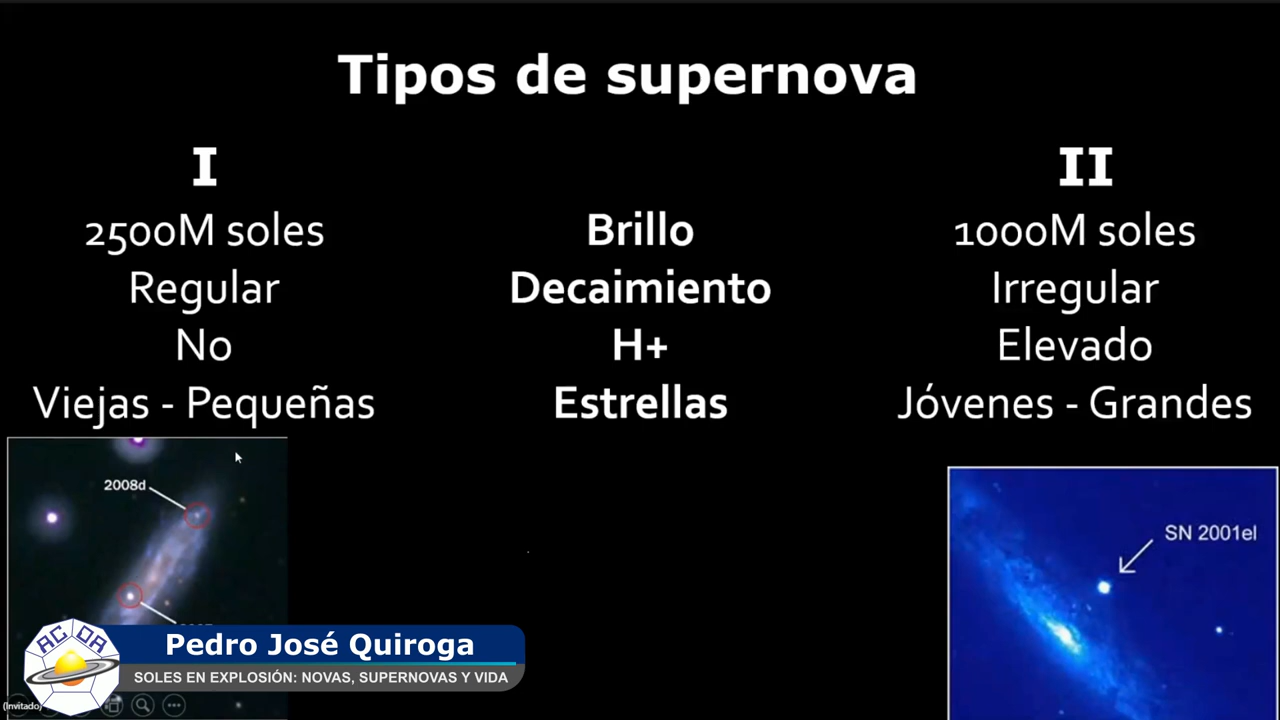 Tipos de supernova
I
II
2500M soles
Brillo
1000M soles
Regular
Decaimiento
Irregular
No
H+
Elevado
Viejas - Pequeñas
Estrellas
Jóvenes - Grandes
2008d
SN 2001el
ACDA
Pedro José Quiroga
SOLES EN EXPLOSIÓN: NOVAS, SUPERNOVAS Y VIDA
(Invitado)